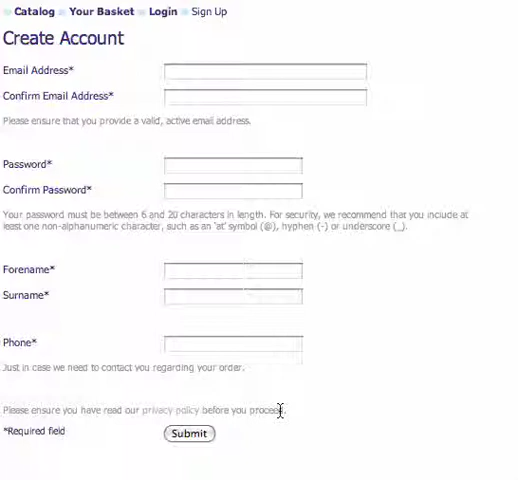 Catalog Your Basket Login Sign Up
Create Account
Email Address*
Confirm Email Address*
Please ensure that you provide a valid, active email address.
Password*
Confirm Password*
Your password must be between 6 and 20 characters in length. For security, we recommend that you include at
least one non-alphanumeric character, such as an 'at' symbol (@), hyphen (-) or underscore (_).
Forename*
Surname*
Phone*
Just in case we need to contact you regarding your order.
Please ensure you have read our privacy policy before you proceed.
*Required field
Submit